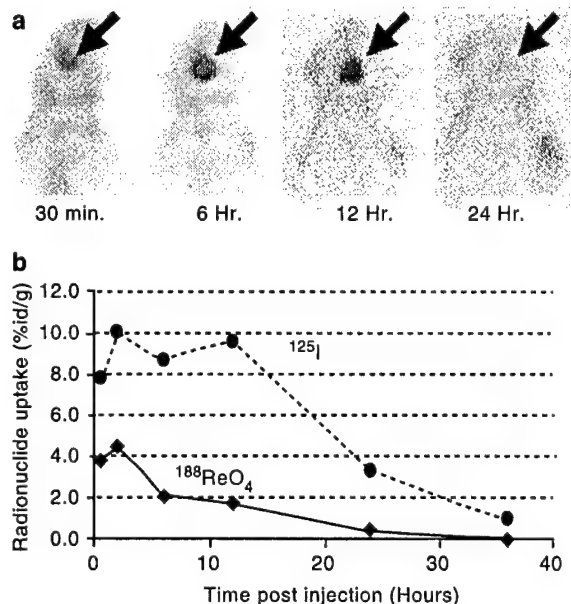 a
30 min. 6 Hr. 12 Hr. 24 Hr.
b
Radionuclide uptake (%id/g)
12.0
10.0
8.0
6.0
4.0
2.0
0.0
125I
188ReO4
0 10 20 30 40
Time post injection (Hours)